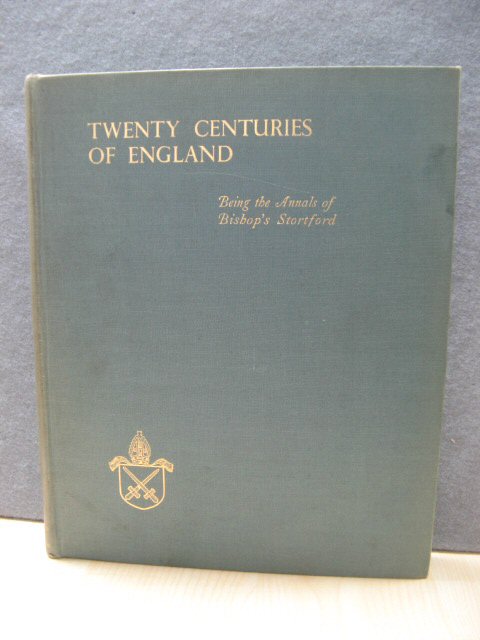 TWENTY CENTURIES
OF ENGLAND
Being the Annals of
Bishop's Stortford